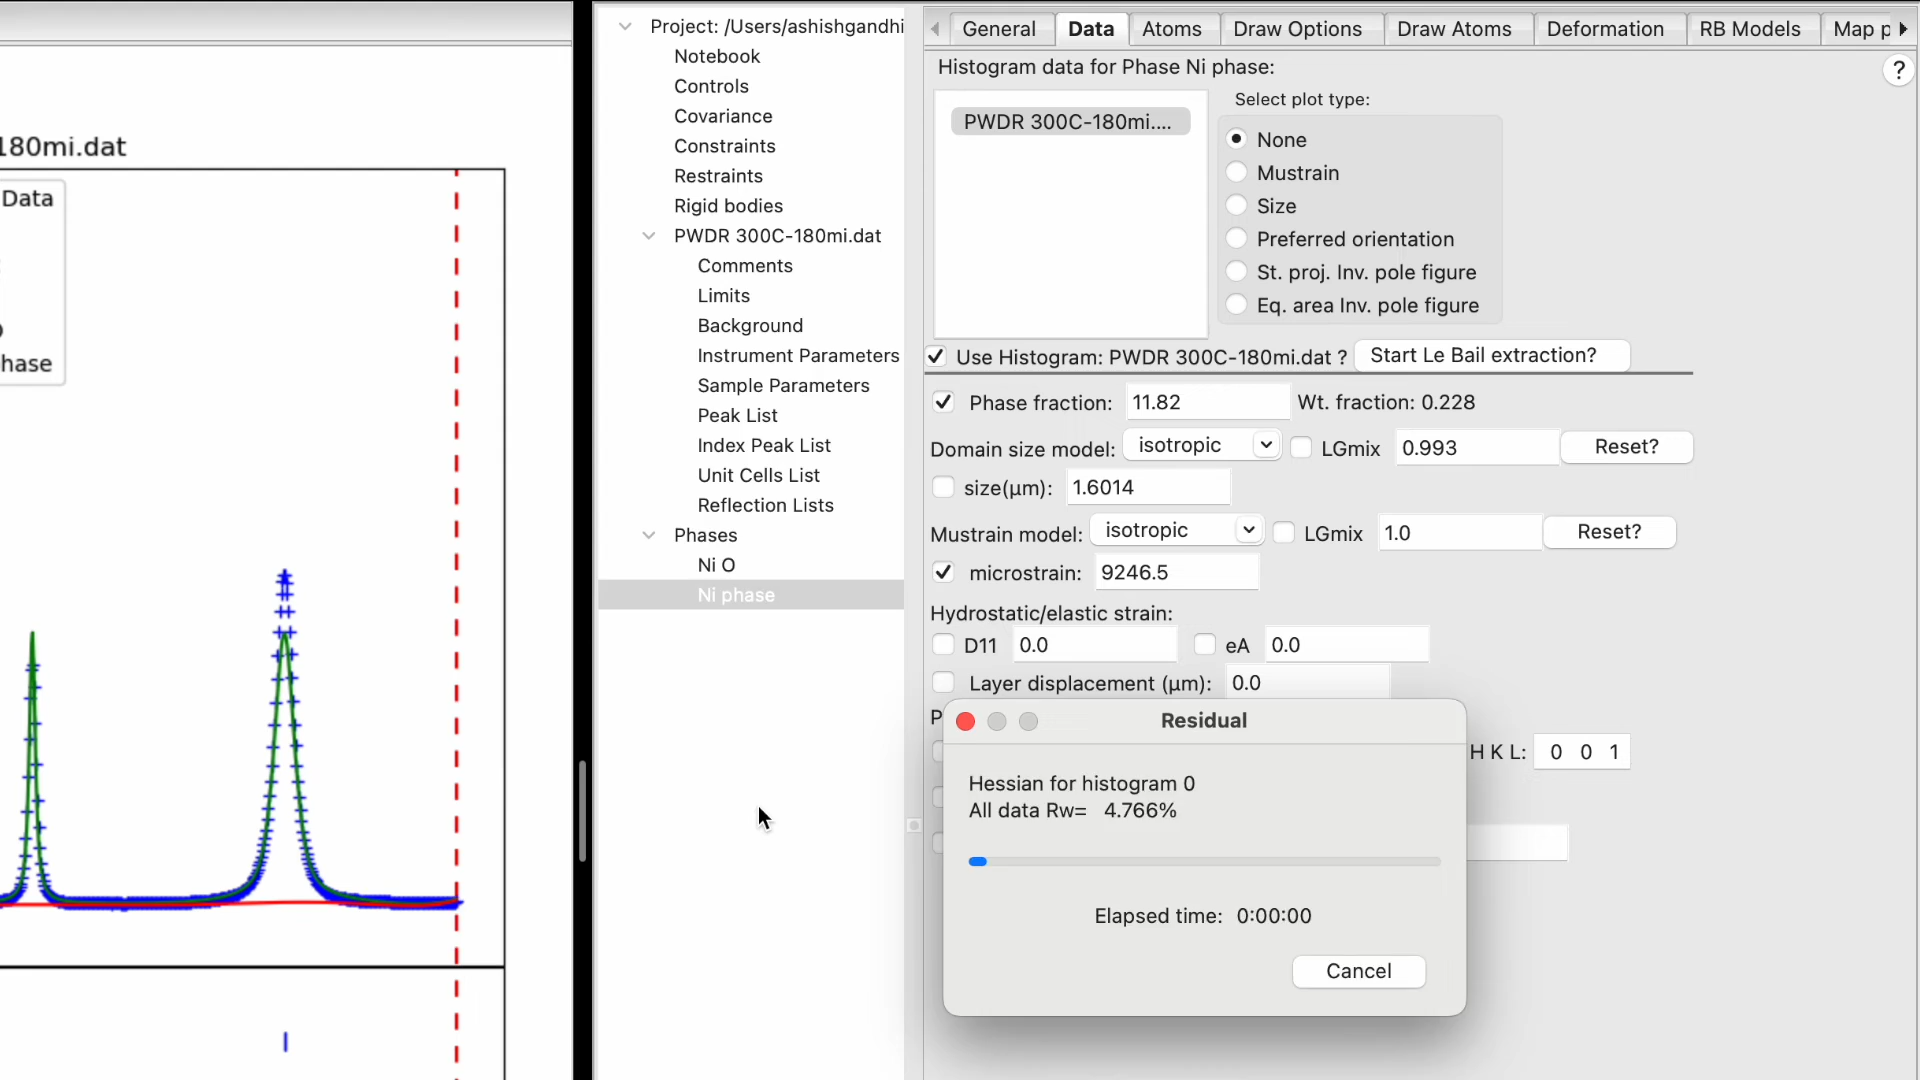 180mi.dat
Data
hase
Project: /Users/ashishgandhi
Notebook
Controls
Covariance
Constraints
Restraints
Rigid bodies
PWDR 300C-180mi.dat
Comments
Limits
Background
Instrument Parameters
Sample Parameters
Peak List
Index Peak List
Unit Cells List
Reflection Lists
Phases
Ni O
Ni phase
General Data Atoms Draw Options Draw Atoms Deformation RB Models Map p
Histogram data for Phase Ni phase:
?
Select plot type:
PWDR 300C-180mi....
None
Mustrain
Size
Preferred orientation
St. proj. Inv. pole figure
Eq. area Inv. pole figure
Use Histogram: PWDR 300C-180mi.dat ? Start Le Bail extraction?
Phase fraction: 11.82 Wt. fraction: 0.228
Domain size model: isotropic LGmix 0.993 Reset?
size(μm): 1.6014
Mustrain model: isotropic LGmix 1.0 Reset?
microstrain: 9246.5
Hydrostatic/elastic strain:
D11 0.0 eA 0.0
Layer displacement (μm): 0.0
P
H K L: 0 0 1
Residual
Hessian for histogram 0
All data Rw= 4.766%
Elapsed time: 0:00:00
Cancel